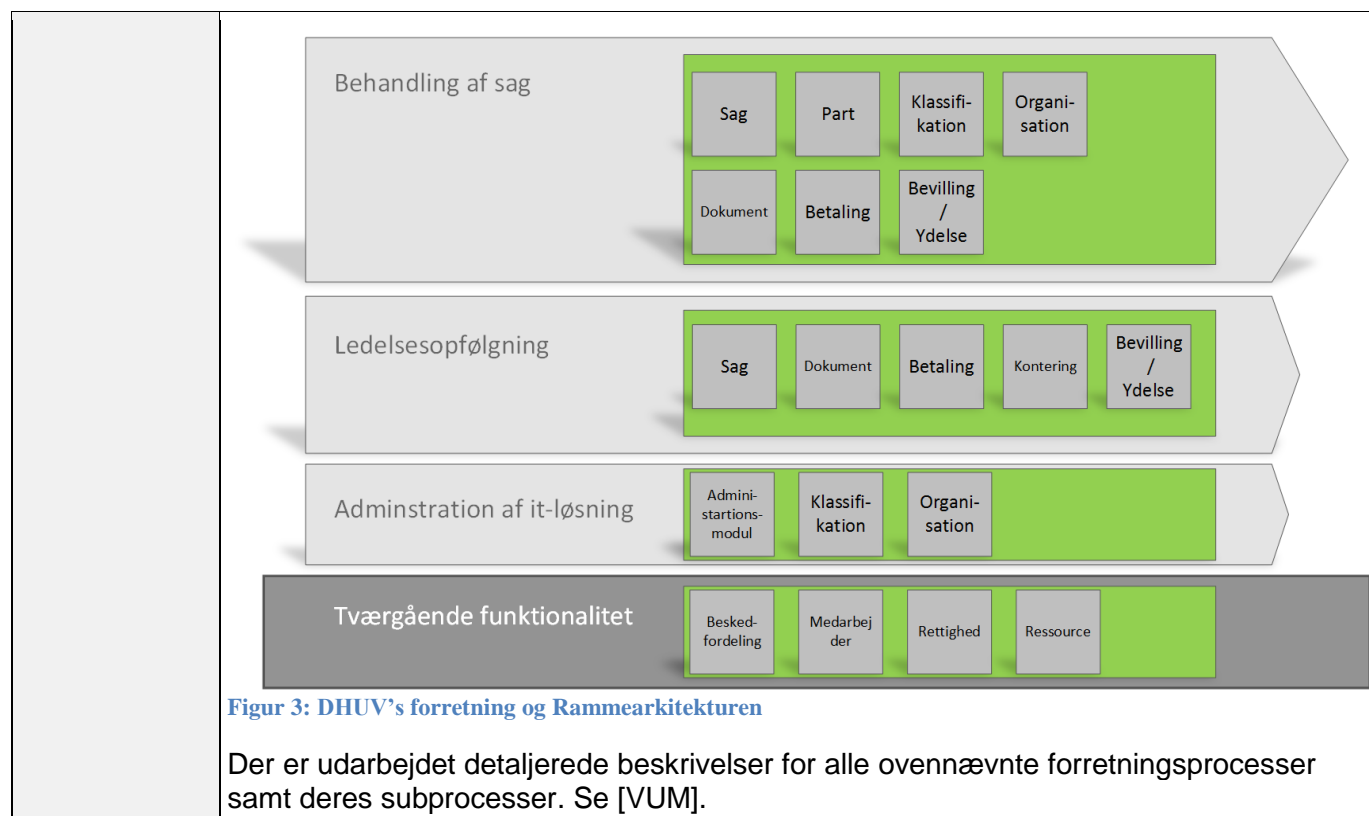 Behandling af sag
Sag
Part
Klassifi-
kation
Organi-
sation
Dokument
Betaling
Bevilling
/
Ydelse
Ledelsesopfølgning
Sag
Dokument
Betaling
Kontering
Bevilling
/
Ydelse
Adminstration af it-løsning
Admini-
startions-
modul
Klassifi-
kation
Organi-
sation
Tværgående funktionalitet
Besked-
fordeling
Medarbej
der
Rettighed
Ressource
Figur 3: DHUV’s forretning og Rammearkitekturen
Der er udarbejdet detaljerede beskrivelser for alle ovennævnte forretningsprocesser
samt deres subprocesser. Se [VUM].